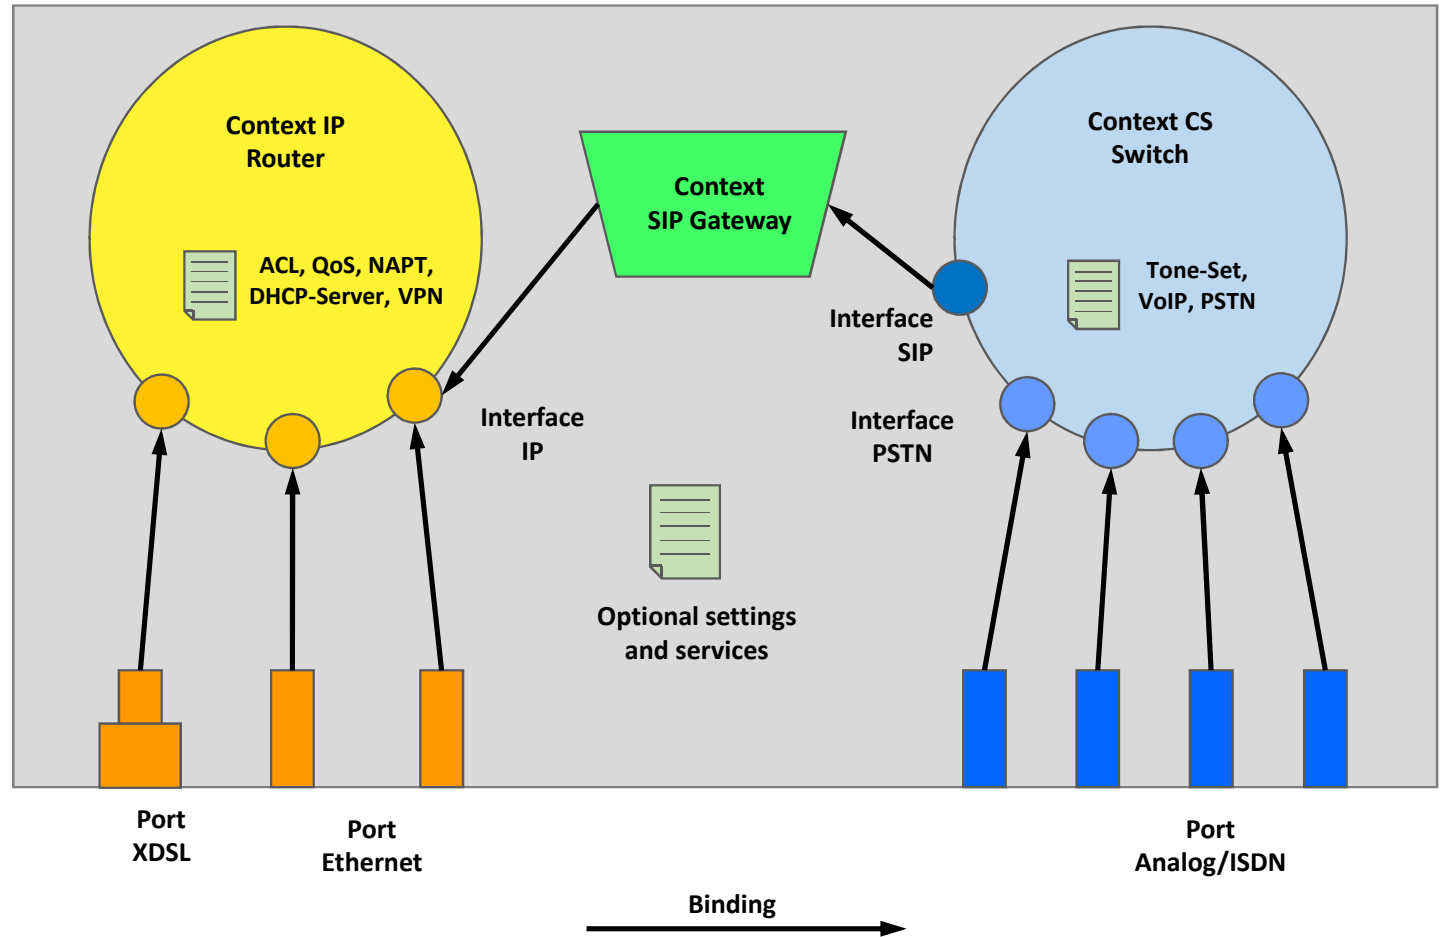 Context IP
Router
ACL, QoS, NAPT,
DHCP-Server, VPN
Context
SIP Gateway
Context CS
Switch
Tone-Set,
VoIP, PSTN
Interface
SIP
Interface
IP
Interface
PSTN
Optional settings
and services
Port
XDSL
Port
Ethernet
Port
Analog/ISDN
Binding